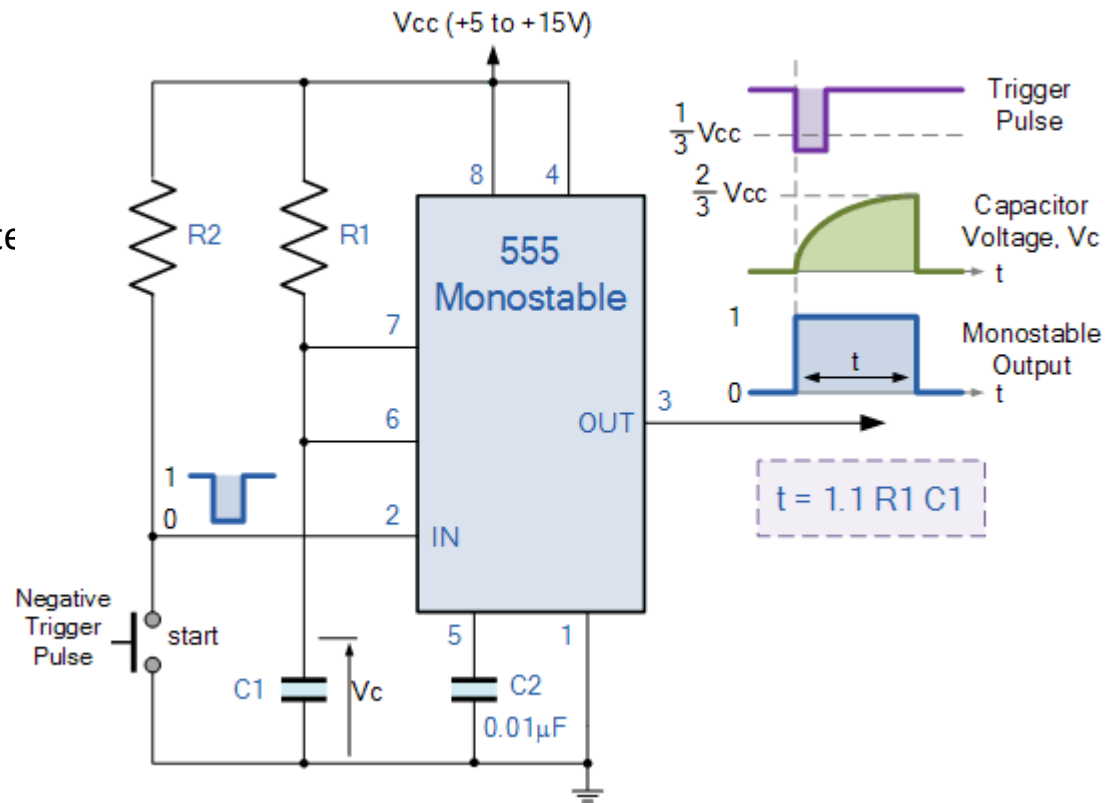 Vcc (+5 to +15V)
Trigger
Pulse
1
3
Vcc
2
3
Vcc
Capacitor
Voltage, Vc
t
8
4
R2
R1
555
Monostable
7
6
1
0
t
Monostable
Output
t
3
OUT
t = 1.1 R1 C1
1
0
2
IN
Negative
Trigger
Pulse
start
5
1
C1
Vc
C2
0.01µF